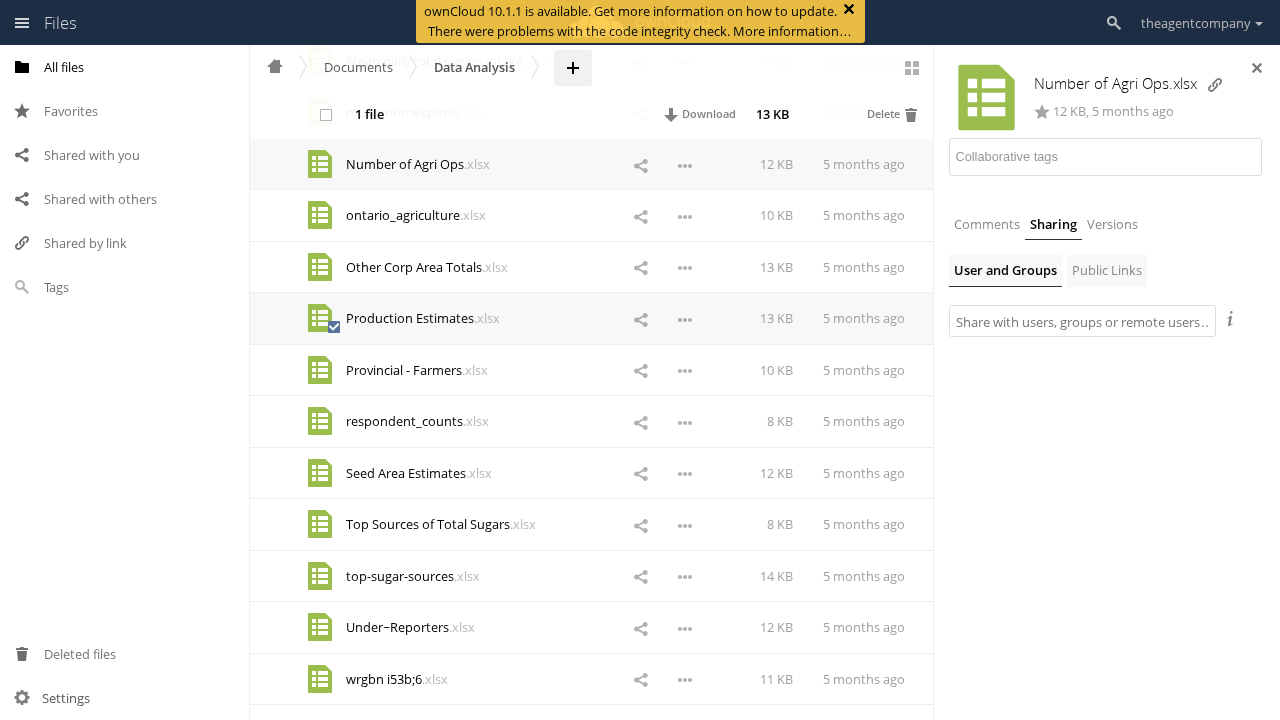 Files
ownCloud 10.1.1 is available. Get more information on how to update.
There were problems with the code integrity check. More information…
theagentcompany
All files
Favorites
Shared with you
Shared with others
Shared by link
Tags
Deleted files
Settings
Documents
Data Analysis
+
1 file
Download
13 KB
Delete
Number of Agri Ops.xlsx 12 KB 5 months ago
ontario_agriculture.xlsx 10 KB 5 months ago
Other Corp Area Totals.xlsx 13 KB 5 months ago
Production Estimates.xlsx 13 KB 5 months ago
Provincial - Farmers.xlsx 10 KB 5 months ago
respondent_counts.xlsx 8 KB 5 months ago
Seed Area Estimates.xlsx 12 KB 5 months ago
Top Sources of Total Sugars.xlsx 8 KB 5 months ago
top-sugar-sources.xlsx 14 KB 5 months ago
Under–Reporters.xlsx 12 KB 5 months ago
wrgbn i53b;6.xlsx 11 KB 5 months ago
Number of Agri Ops.xlsx
12 KB, 5 months ago
Collaborative tags
Comments Sharing Versions
User and Groups Public Links
Share with users, groups or remote users…
i